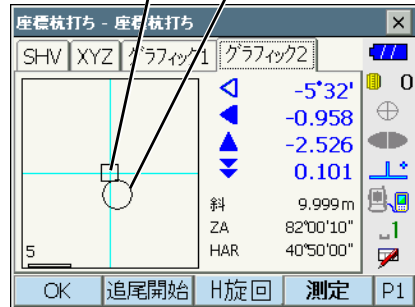 座標杭打ち - 座標杭打ち
SHV XYZ グラフィック1 グラフィック2
-5°32'
0
-0.958
-2.526
0.101
斜 9.999m
ZA 82°00'10"
HAR 40°50'00"
5
1
OK 追尾開始 H旋回 測定 P1